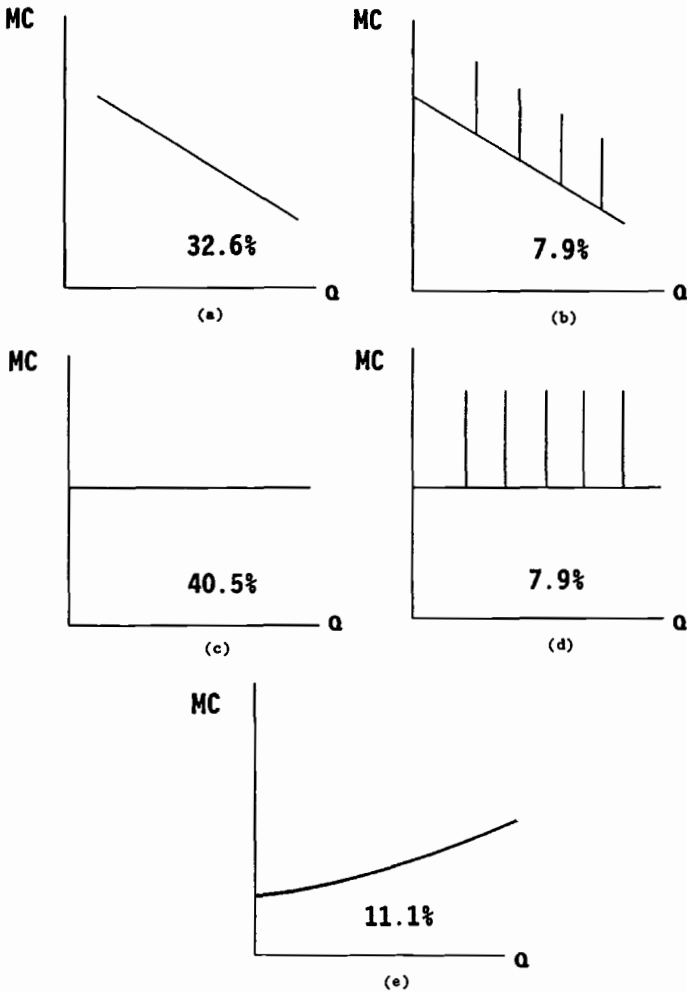 MC
32.6%
Q
(a)
MC
7.9%
Q
(b)
MC
40.5%
Q
(c)
MC
7.9%
Q
(d)
MC
11.1%
Q
(e)